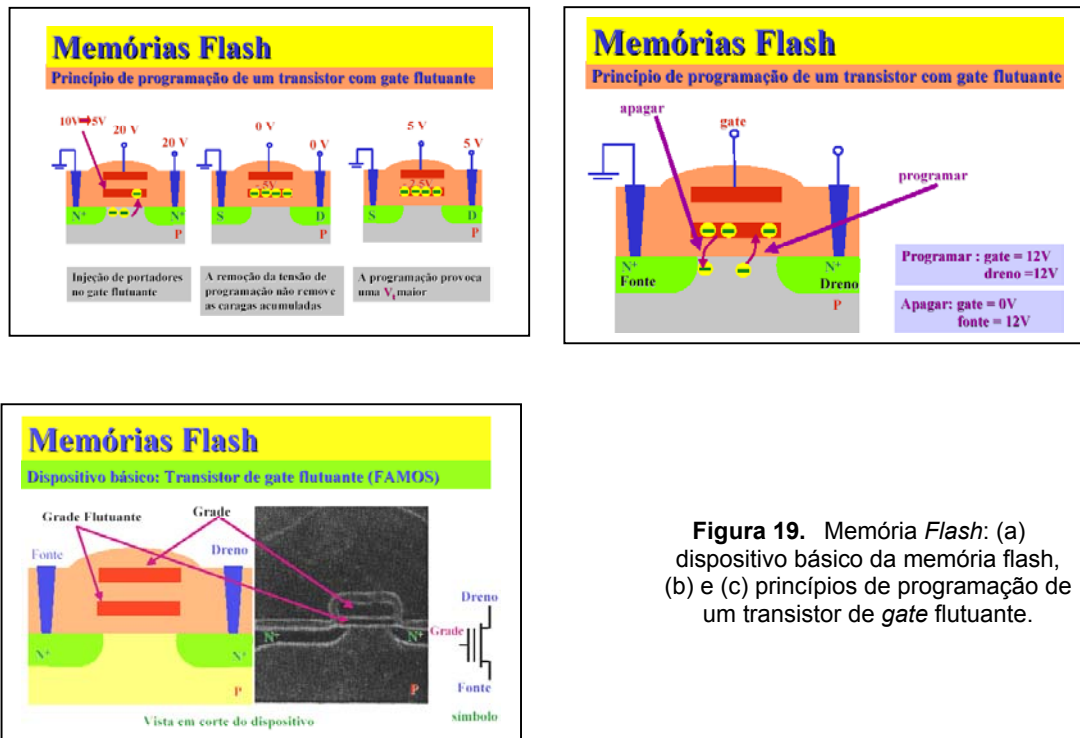 Memórias Flash
Princípio de programação de um transistor com gate flutuante
10V➡5V
20 V
20 V
N+
N+
P
0 V
0 V
-5V
S
D
P
5 V
5 V
-2.5V
S
D
P
Injeção de portadores
no gate flutuante
A remoção da tensão de
programação não remove
as caragas acumuladas
A programação provoca
uma Vt maior
Memórias Flash
Princípio de programação de um transistor com gate flutuante
apagar
gate
programar
N+
Fonte
N+
Dreno
P
Programar : gate = 12V
dreno =12V
Apagar: gate = 0V
fonte = 12V
Memórias Flash
Dispositivo básico: Transistor de gate flutuante (FAMOS)
Grade Flutuante
Grade
Fonte
Dreno
N+
N+
P
N+
N+
P
Dreno
Grade
Fonte
símbolo
Vista em corte do dispositivo
Figura 19. Memória Flash: (a)
dispositivo básico da memória flash,
(b) e (c) princípios de programação de
um transistor de gate flutuante.